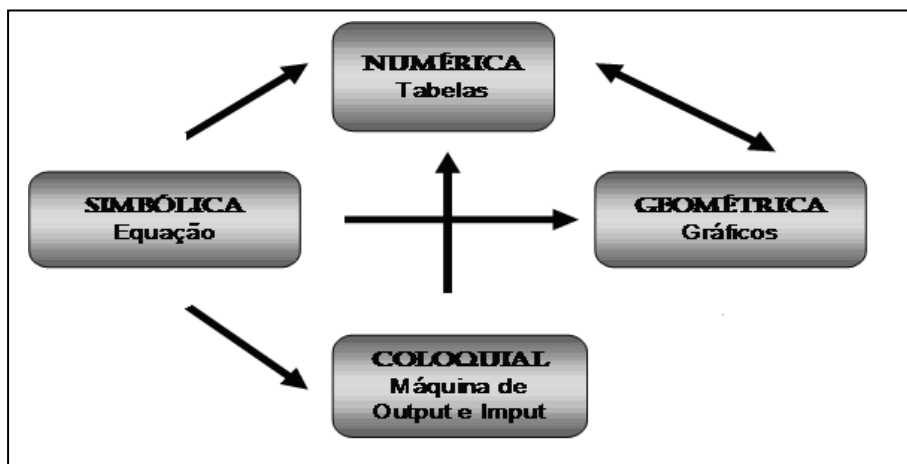 NUMÉRICA
Tabelas
SIMBÓLICA
Equação
GEOMÉTRICA
Gráficos
COLOQUIAL
Máquina de
Output e Imput